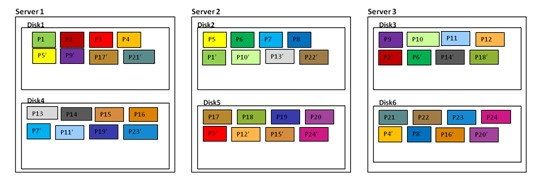 Server 1 Server 2 Server 3
Disk1 Disk2 Disk3
P1 P2 P3 P4 P5 P6 P7 P8 P9 P10 P11 P12
P5' P9' P17' P21' P1' P10' P13' P22' P2' P6' P14' P18'
Disk4 Disk5 Disk6
P13 P14 P15 P16 P17 P18 P19 P20 P21 P22 P23 P24
P7' P11' P19' P23' P3' P12' P15' P24' P4' P8' P16' P20'